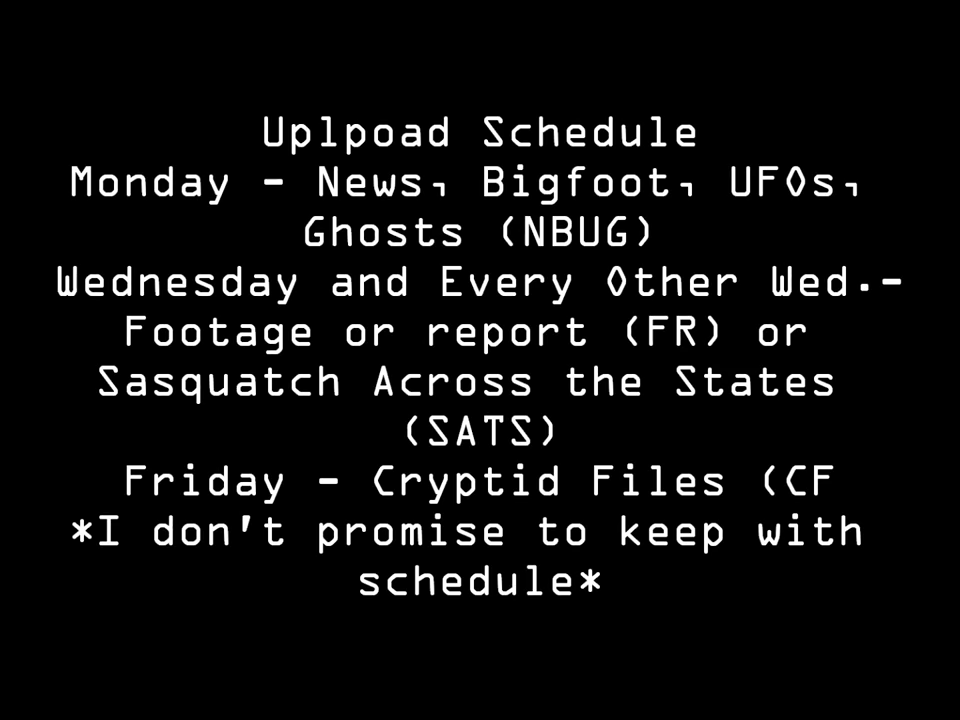 Uplpoad Schedule
Monday - News, Bigfoot, UFOs,
Ghosts (NBUG)
Wednesday and Every Other Wed.-
Footage or report (FR) or
Sasquatch Across the States
(SATS)
Friday - Cryptid Files (CF
*I don't promise to keep with
schedule*